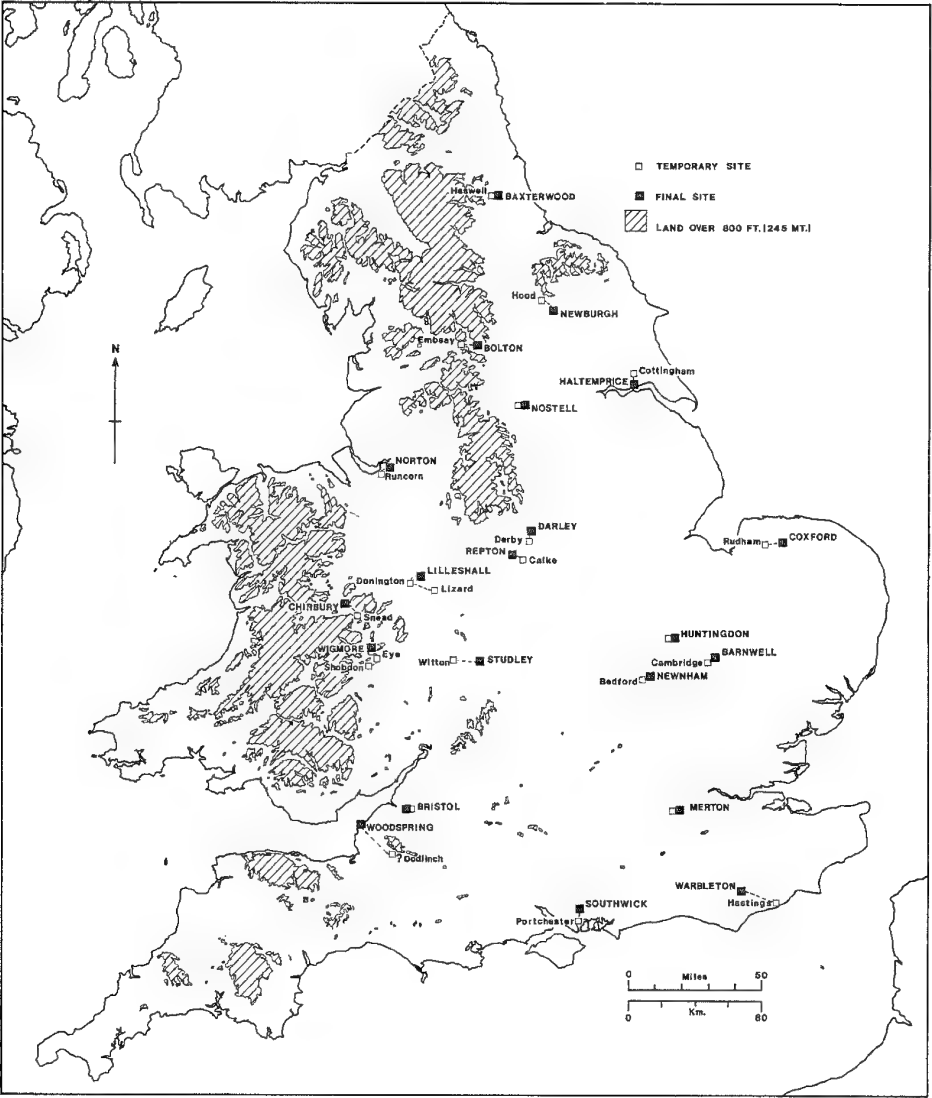 TEMPORARY SITE
FINAL SITE
LAND OVER 800 FT. (245 MT.)
Haswell
BAXTERWOOD
Hood
NEWBURGH
N
Embsay
BOLTON
Cottingham
HALTEMPRICE
NOSTELL
NORTON
Runcorn
DARLEY
Derby
REPTON
Calke
Rudham
COXFORD
LILLESHALL
Donington
Lizard
CHIRBURY
Snead
HUNTINGDON
WIGMORE
Eye
Shobdon
Witton
STUDLEY
BARNWELL
Cambridge
Bedford
NEWNHAM
BRISTOL
MERTON
WOODSPRING
? Dodlinch
WARBLETON
Hastings
SOUTHWICK
Portchester
0 Miles 50
Km.
0 80